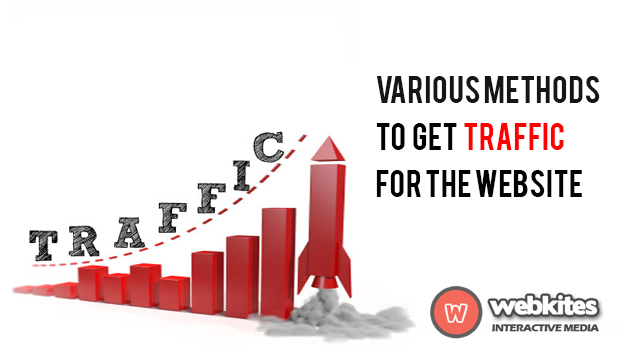 TRAFFIC
VARIOUS METHODS
TO GET TRAFFIC
FOR THE WEBSITE
w webkites
INTERACTIVE MEDIA